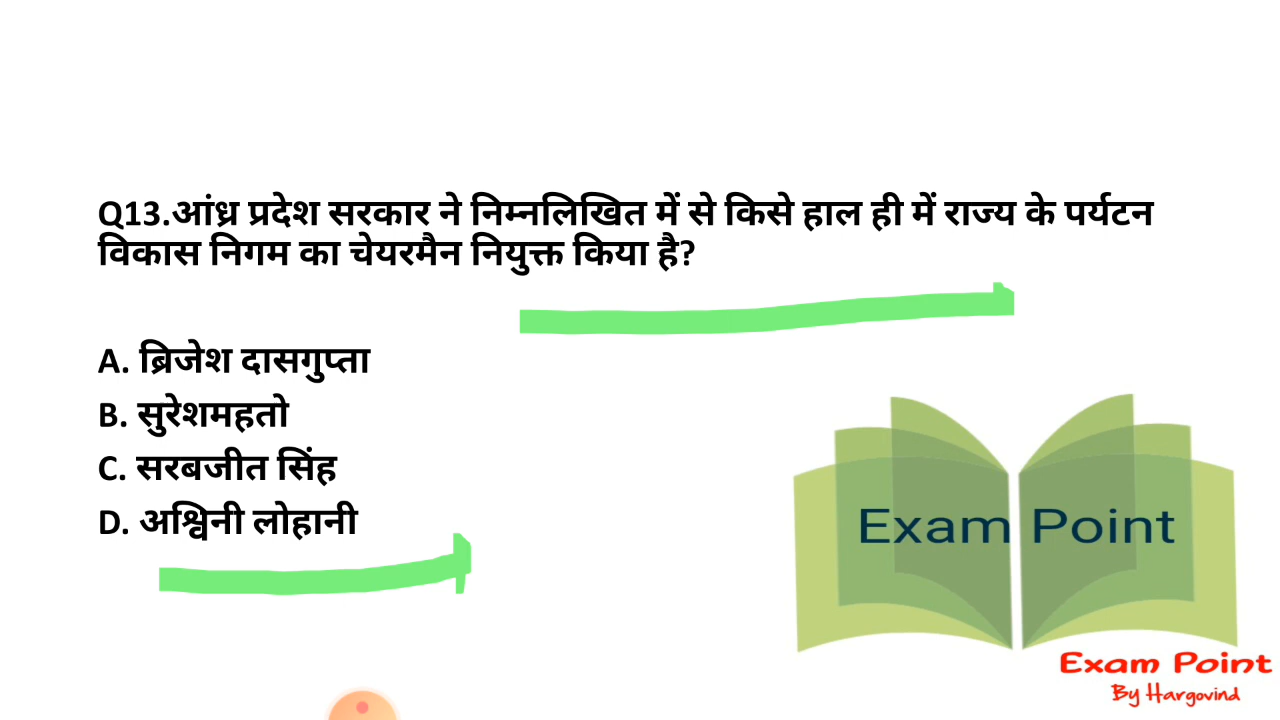 Q13.आंध्र प्रदेश सरकार ने निम्नलिखित में से किसे हाल ही में राज्य के पर्यटन
विकास निगम का चेयरमैन नियुक्त किया है?
A. ब्रिजेश दासगुप्ता
B. सुरेशमहतो
C. सरबजीत सिंह
D. अश्विनी लोहानी
Exam Point
Exam Point
By Hargovind